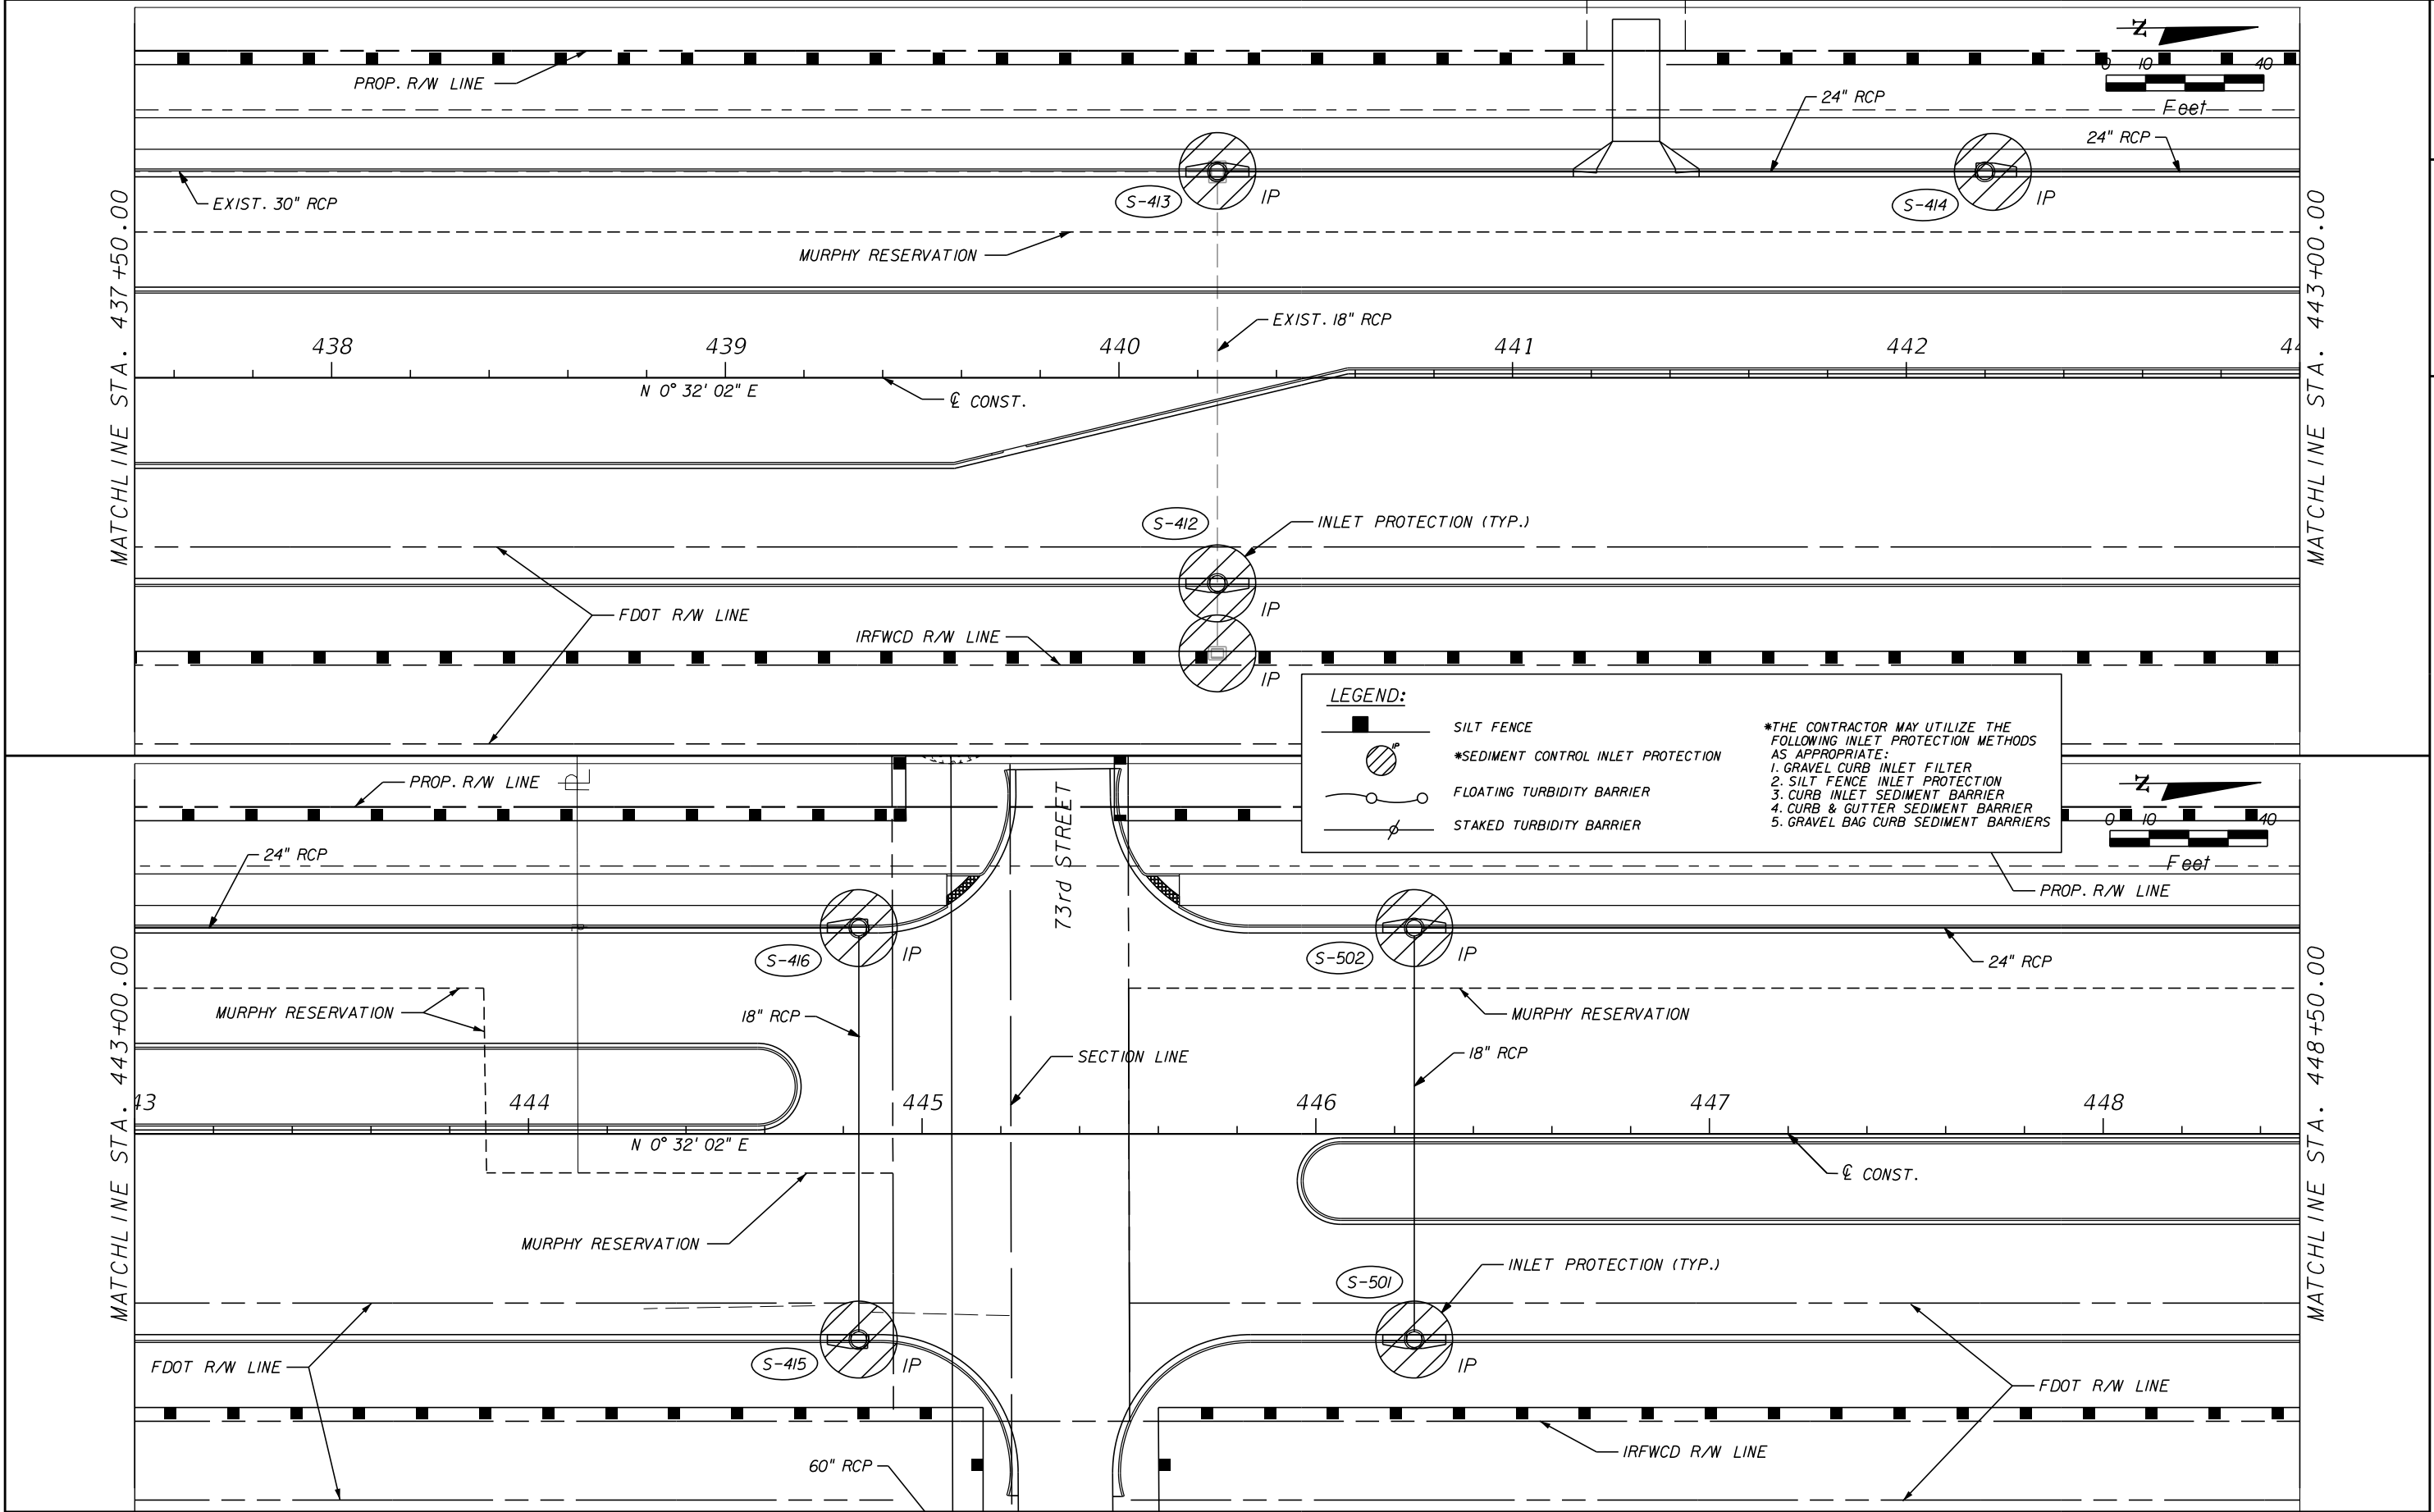 PROP. R/W LINE
N
0 10 40
Feet
24" RCP
24" RCP
EXIST. 30" RCP
S-413
IP
S-414
IP
MURPHY RESERVATION
MATCHLINE STA. 437+50.00
MATCHLINE STA. 443+00.00
EXIST. 18" RCP
438 439 440 441 442 44
N 0° 32' 02" E
℄ CONST.
S-412
INLET PROTECTION (TYP.)
IP
FDOT R/W LINE
IRFWCD R/W LINE
IP
LEGEND:
SILT FENCE
IP
*SEDIMENT CONTROL INLET PROTECTION
FLOATING TURBIDITY BARRIER
STAKED TURBIDITY BARRIER
*THE CONTRACTOR MAY UTILIZE THE
FOLLOWING INLET PROTECTION METHODS
AS APPROPRIATE:
1. GRAVEL CURB INLET FILTER
2. SILT FENCE INLET PROTECTION
3. CURB INLET SEDIMENT BARRIER
4. CURB & GUTTER SEDIMENT BARRIER
5. GRAVEL BAG CURB SEDIMENT BARRIERS
PROP. R/W LINE
73rd STREET
N
0 10 40
Feet
24" RCP
PROP. R/W LINE
S-416
IP
S-502
IP
24" RCP
MURPHY RESERVATION
18" RCP
MURPHY RESERVATION
MATCHLINE STA. 443+00.00
MATCHLINE STA. 448+50.00
SECTION LINE
18" RCP
43 444 445 446 447 448
N 0° 32' 02" E
℄ CONST.
MURPHY RESERVATION
S-501
INLET PROTECTION (TYP.)
FDOT R/W LINE
S-415
IP
IP
FDOT R/W LINE
IRFWCD R/W LINE
60" RCP